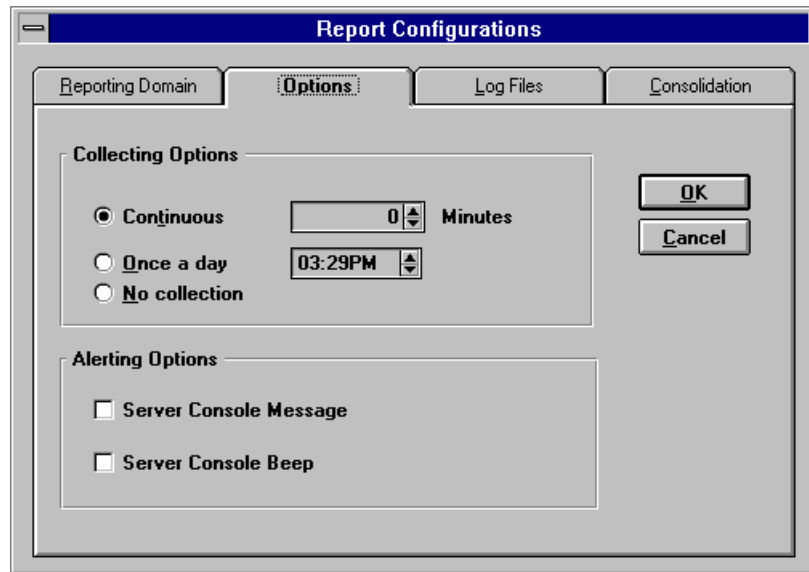 Report Configurations
Reporting Domain Options Log Files Consolidation
Collecting Options
Continuous 0 Minutes
Once a day 03:29PM
No collection
OK
Cancel
Alerting Options
Server Console Message
Server Console Beep